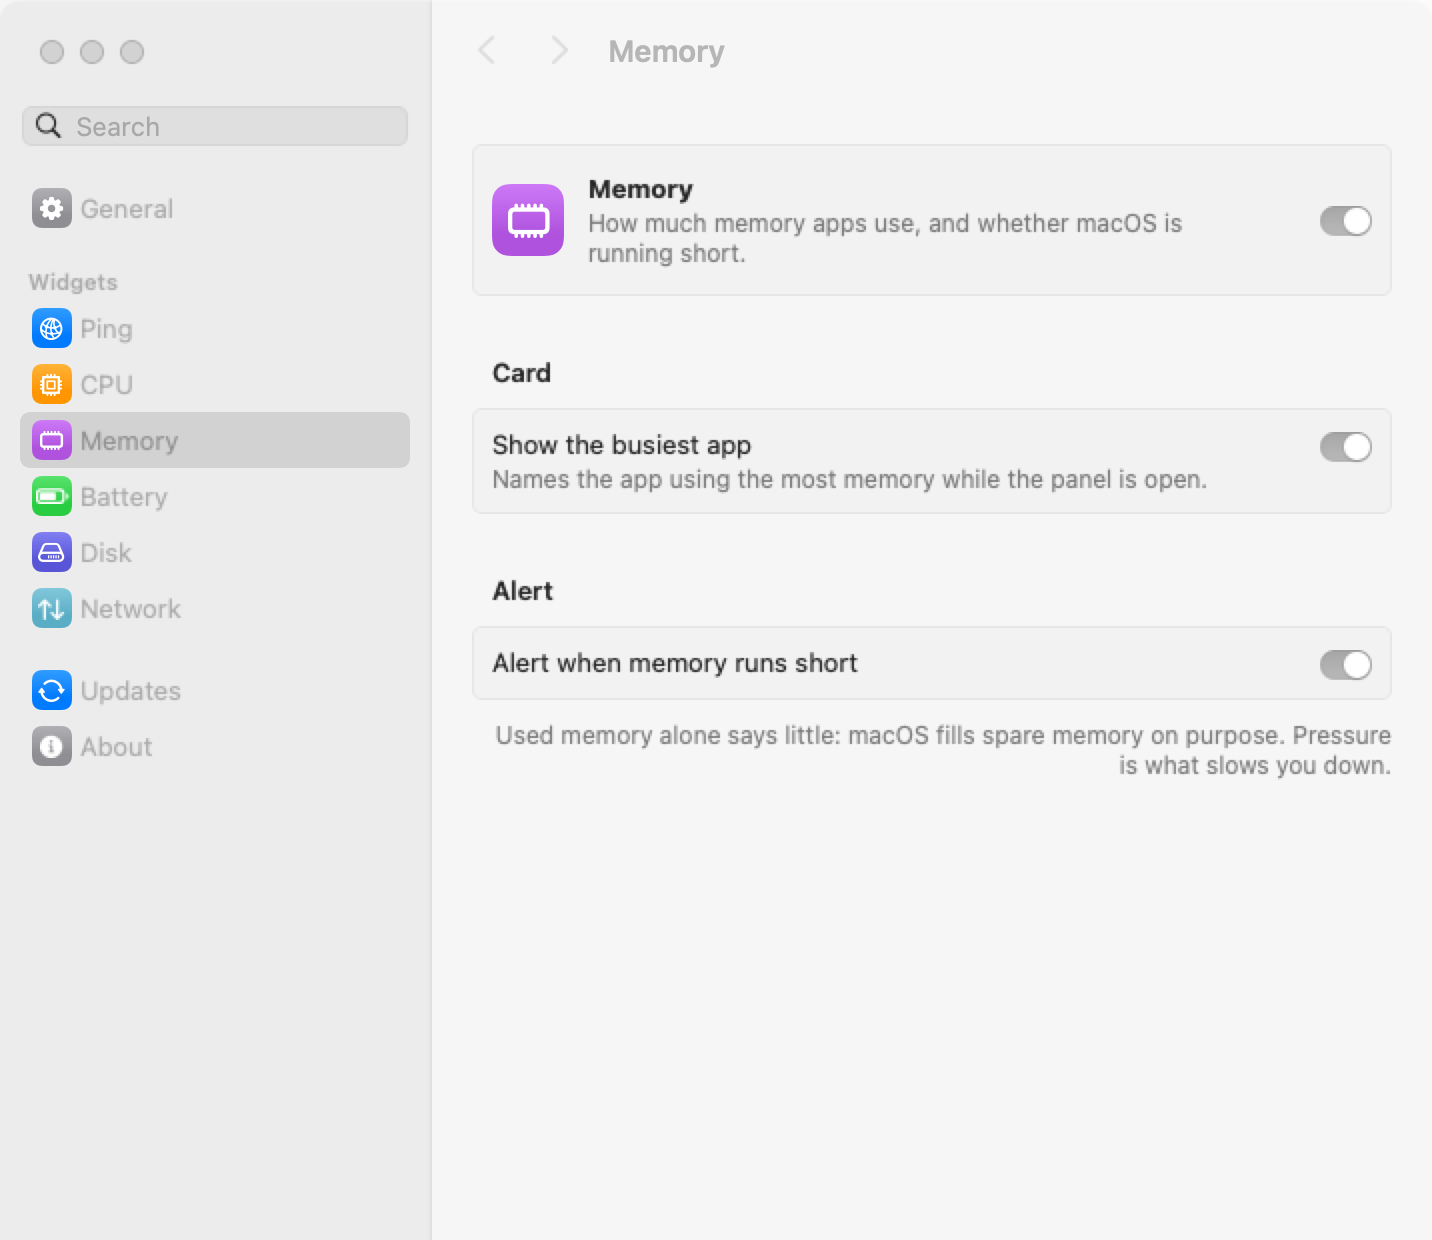 Memory
Search
General
Widgets
Ping
CPU
Memory
Battery
Disk
Network
Updates
About
Memory
How much memory apps use, and whether macOS is
running short.
Card
Show the busiest app
Names the app using the most memory while the panel is open.
Alert
Alert when memory runs short
Used memory alone says little: macOS fills spare memory on purpose. Pressure
is what slows you down.